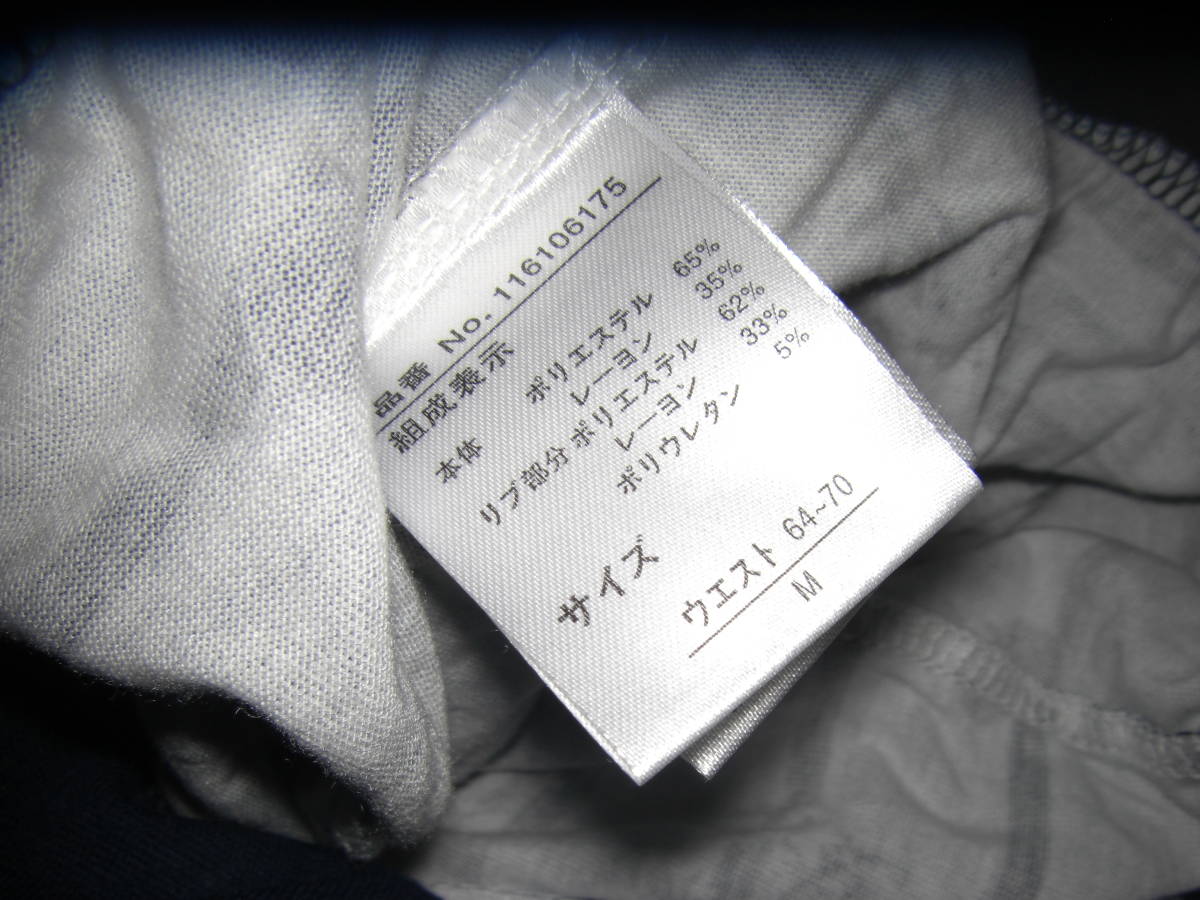 品番 No. 116106175
組成表示
本体 ポリエステル 65%
レーヨン 35%
リブ部分 ポリエステル 62%
レーヨン 33%
ポリウレタン 5%
サイズ
ウエスト 64~70
M